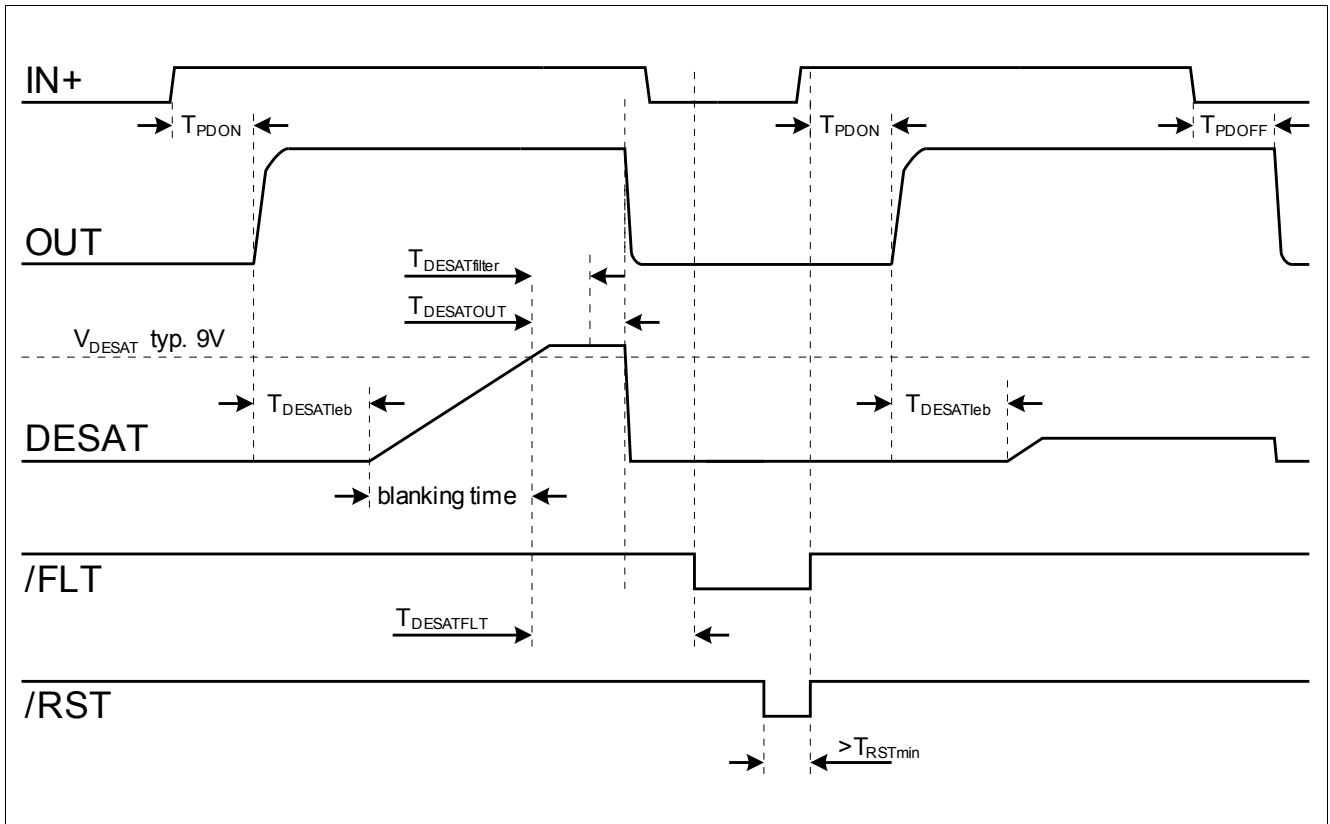 IN+
TPDON
TPDON
TPDOFF
OUT
TDESATfilter
TDESATOUT
VDESAT typ. 9V
TDESATleb
TDESATleb
DESAT
blanking time
/FLT
TDESATFLT
/RST
>TRSTmin